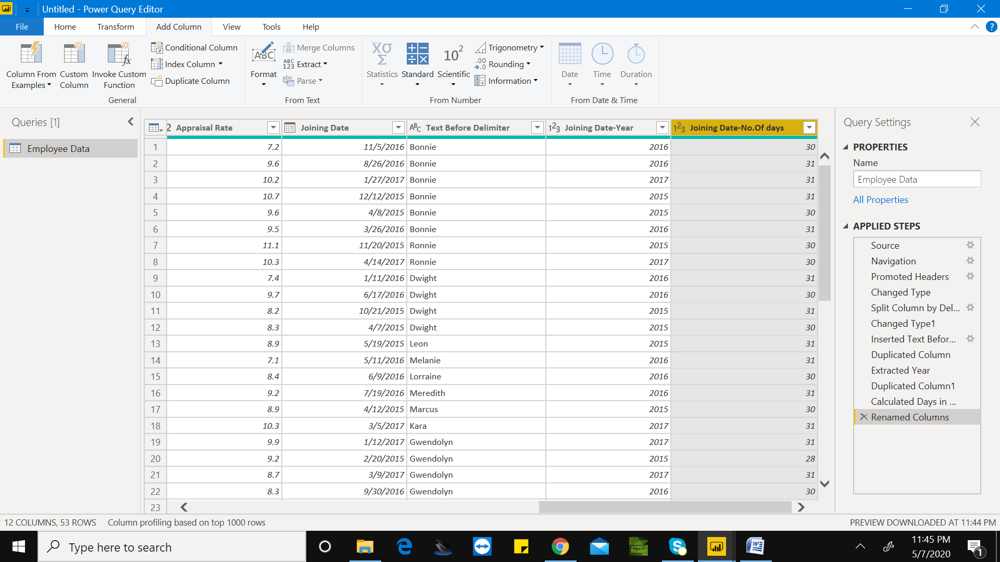 Untitled - Power Query Editor
File Home Transform Add Column View Tools Help ?
Column From Examples
Custom Column
Invoke Custom Function
Conditional Column
Index Column
Duplicate Column
General
ABC
Format
Merge Columns
ABC 123 Extract
abc Parse
From Text
Xσ Σ
Statistics
Standard
10² Scientific
Trigonometry
.00 .0 Rounding
Information
From Number
Date
Time
Duration
From Date & Time
Queries [1]
Employee Data
2 Appraisal Rate Joining Date ABC Text Before Delimiter 123 Joining Date-Year 123 Joining Date-No.Of days
1 7.2 11/5/2016 Bonnie 2016 30
2 9.6 8/26/2016 Bonnie 2016 31
3 10.2 1/27/2017 Bonnie 2017 31
4 10.7 12/12/2015 Bonnie 2015 31
5 9.6 4/8/2015 Bonnie 2015 30
6 9.5 3/26/2016 Bonnie 2016 31
7 11.1 11/20/2015 Ronnie 2015 30
8 10.3 4/14/2017 Ronnie 2017 30
9 7.4 1/11/2016 Dwight 2016 31
10 9.7 6/17/2016 Dwight 2016 30
11 8.2 10/21/2015 Dwight 2015 31
12 8.3 4/7/2015 Dwight 2015 30
13 8.9 5/19/2015 Leon 2015 31
14 7.1 5/11/2016 Melanie 2016 31
15 8.4 6/9/2016 Lorraine 2016 30
16 9.2 7/19/2016 Meredith 2016 31
17 8.9 4/12/2015 Marcus 2015 30
18 10.3 3/5/2017 Kara 2017 31
19 9.9 1/12/2017 Gwendolyn 2017 31
20 9.2 2/20/2015 Gwendolyn 2015 28
21 8.7 3/9/2017 Gwendolyn 2017 31
22 8.3 9/30/2016 Gwendolyn 2016 30
23
Query Settings
PROPERTIES
Name
Employee Data
All Properties
APPLIED STEPS
Source
Navigation
Promoted Headers
Changed Type
Split Column by Del...
Changed Type1
Inserted Text Befor...
Duplicated Column
Extracted Year
Duplicated Column1
Calculated Days in ...
Renamed Columns
12 COLUMNS, 53 ROWS Column profiling based on top 1000 rows
PREVIEW DOWNLOADED AT 11:44 PM
Type here to search
Reader
11:45 PM
5/7/2020
1